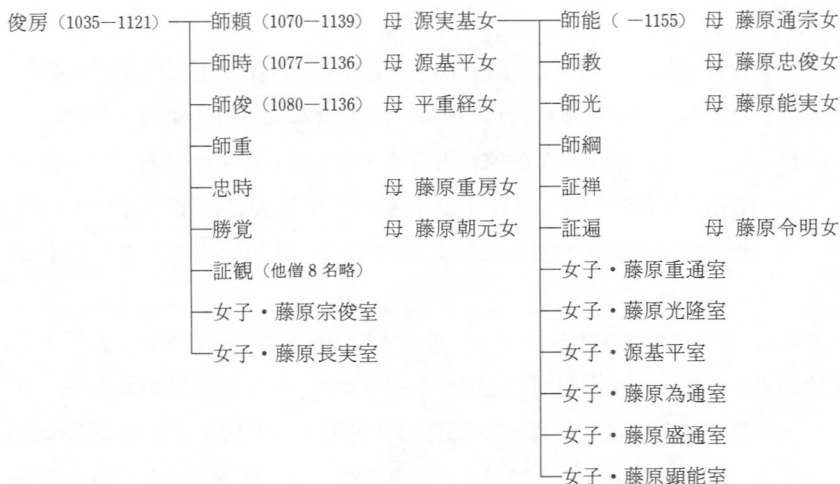 俊房（1035—1121） 師頼（1070—1139） 母 源実基女 師能（ —1155） 母 藤原通宗女
師時（1077—1136） 母 源基平女 師教 母 藤原忠俊女
師俊（1080—1136） 母 平重経女 師光 母 藤原能実女
師重 師綱
忠時 母 藤原重房女 証禅
勝覚 母 藤原朝元女 証遍 母 藤原令明女
証観（他僧8名略） 女子・藤原重通室
女子・藤原宗俊室 女子・藤原光隆室
女子・藤原長実室 女子・源基平室
女子・藤原為通室
女子・藤原盛通室
女子・藤原顕能室